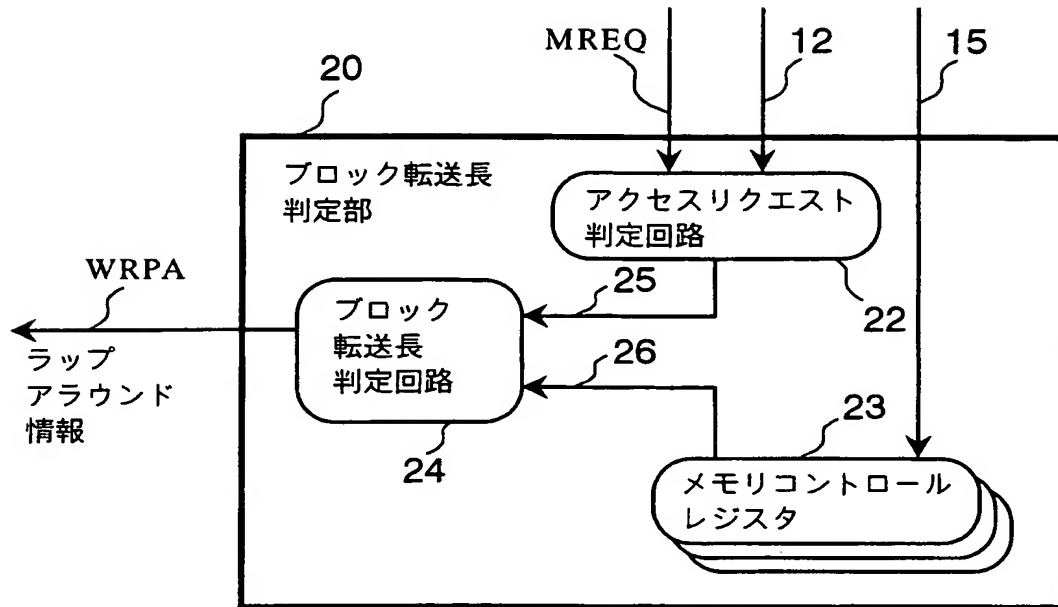 MREQ
12
15
20
ブロック転送長
判定部
アクセスリクエスト
判定回路
22
WRPA
ラップ
アラウンド
情報
ブロック
転送長
判定回路
24
25
26
23
メモリコントロール
レジスタ